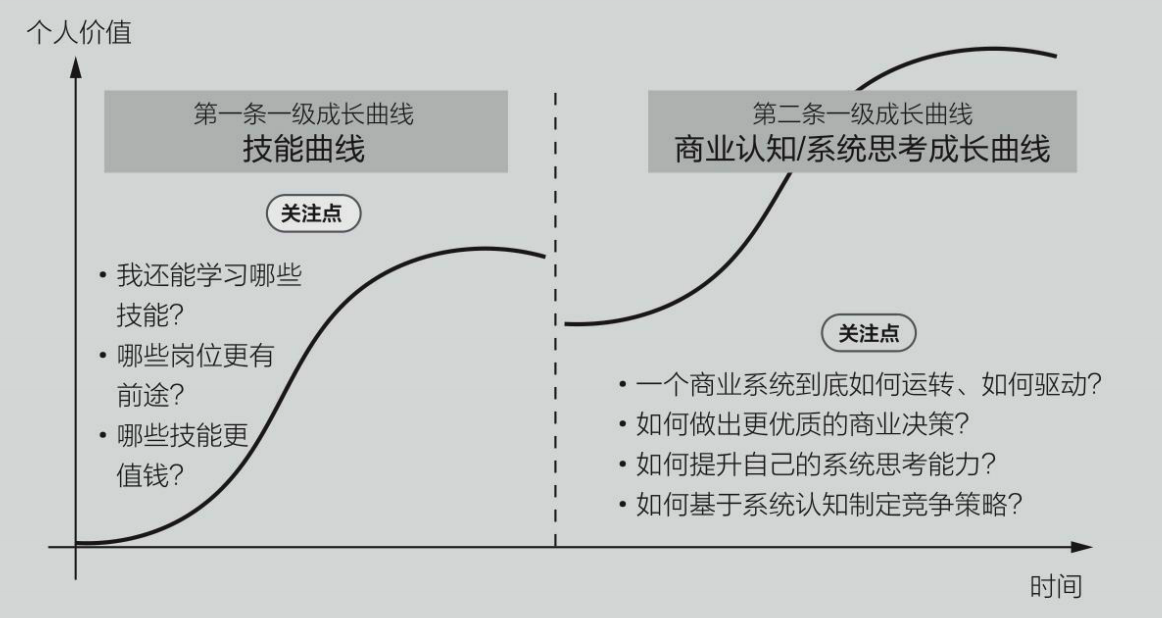 个人价值
第一条一级成长曲线
技能曲线
关注点
• 我还能学习哪些
技能？
• 哪些岗位更有
前途？
• 哪些技能更
值钱？
第二条一级成长曲线
商业认知/系统思考成长曲线
关注点
• 一个商业系统到底如何运转、如何驱动？
• 如何做出更优质的商业决策？
• 如何提升自己的系统思考能力？
• 如何基于系统认知制定竞争策略？
时间